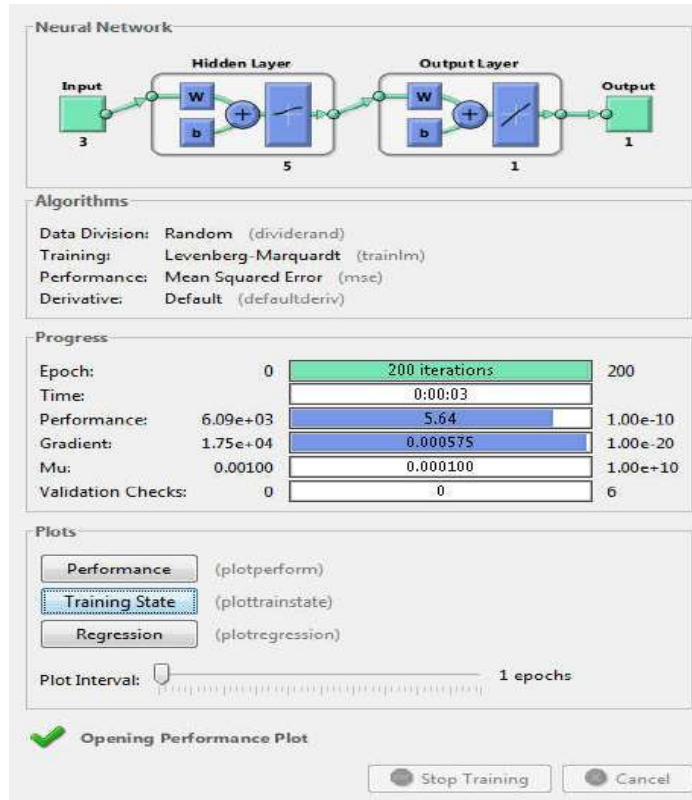 Neural Network
Hidden Layer
Output Layer
Input
W
b
W
b
Output
3
5
1
1
Algorithms
Data Division: Random (dividerand)
Training: Levenberg-Marquardt (trainlm)
Performance: Mean Squared Error (mse)
Derivative: Default (defaultderiv)
Progress
Epoch: 0 200 iterations 200
Time: 0:00:03
Performance: 6.09e+03 5.64 1.00e-10
Gradient: 1.75e+04 0.000575 1.00e-20
Mu: 0.00100 0.000100 1.00e+10
Validation Checks: 0 0 6
Plots
Performance (plotperform)
Training State (plottrainstate)
Regression (plotregression)
Plot Interval: 1 epochs
Opening Performance Plot
Stop Training Cancel